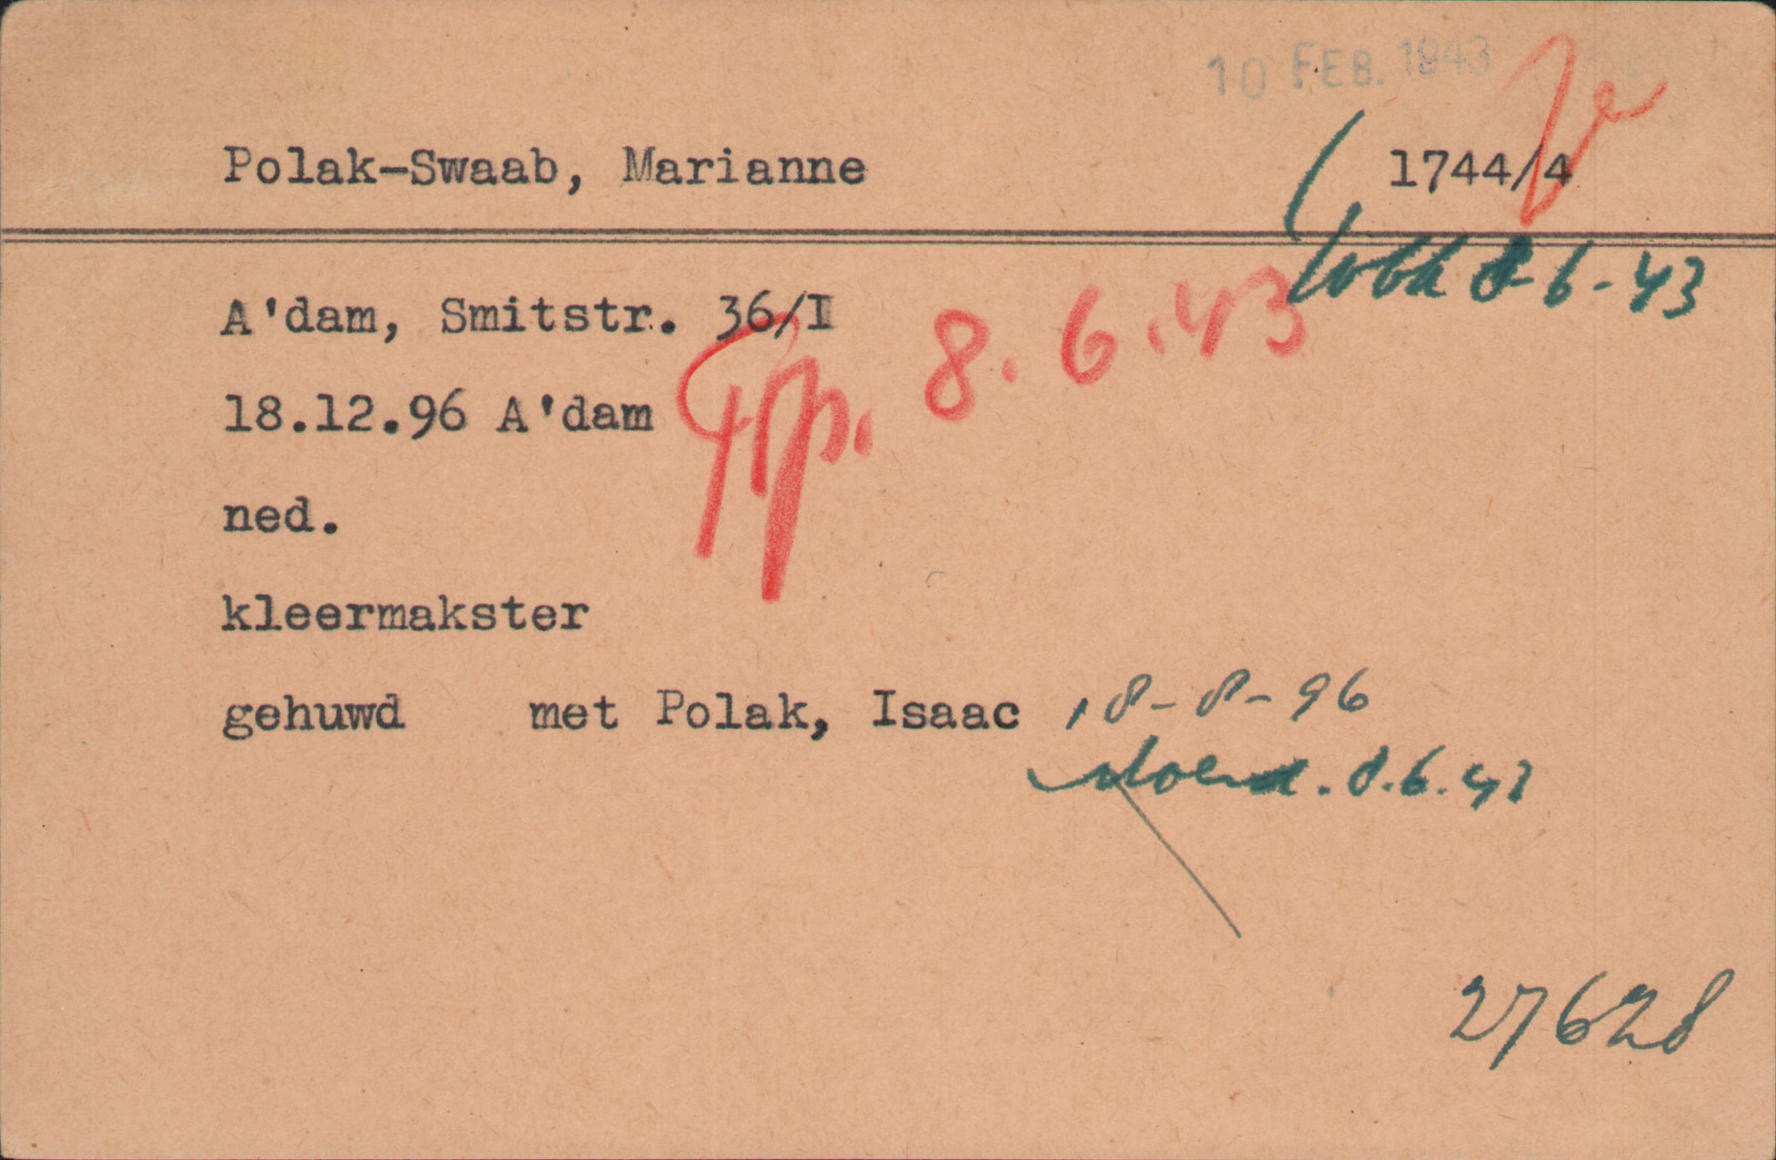 10 FEB. 1943
Polak-Swaab, Marianne 1744/4
8-6-43
A'dam, Smitstr. 36/I
8.6.43
18.12.96 A'dam
ned.
kleermakster
gehuwd met Polak, Isaac 18-8-96
8.6.43
27628